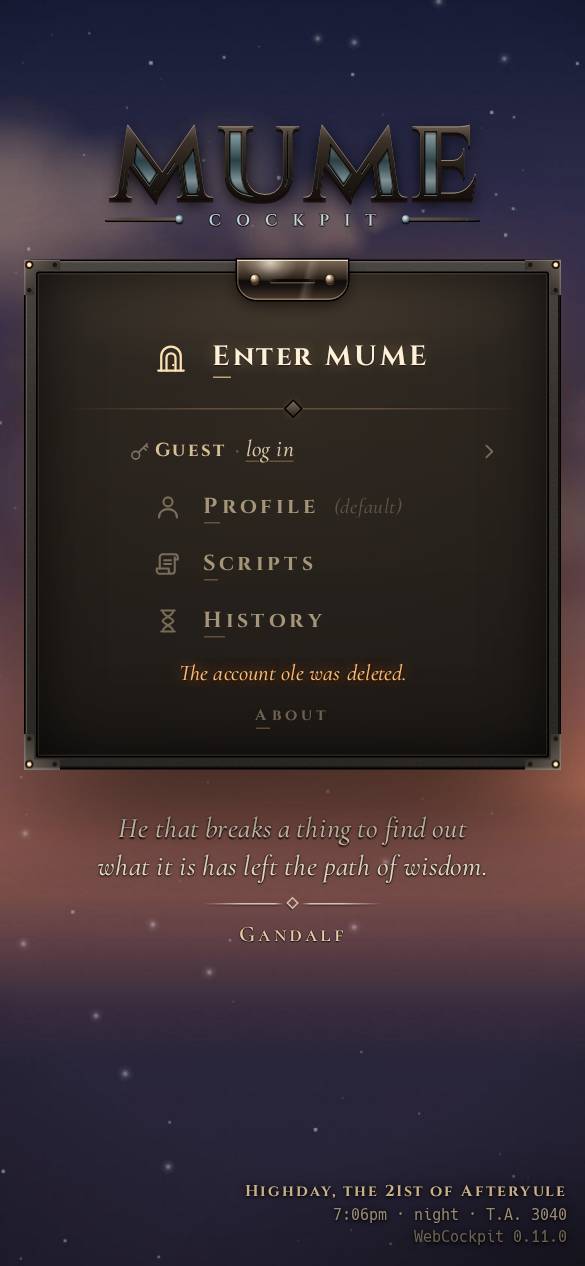 MUME
COCKPIT
Enter MUME
Guest · log in
Profile (default)
Scripts
History
The account ole was deleted.
About
He that breaks a thing to find out
what it is has left the path of wisdom.
Gandalf
Highday, the 21st of Afteryule
7:06pm · night · T.A. 3040
WebCockpit 0.11.0